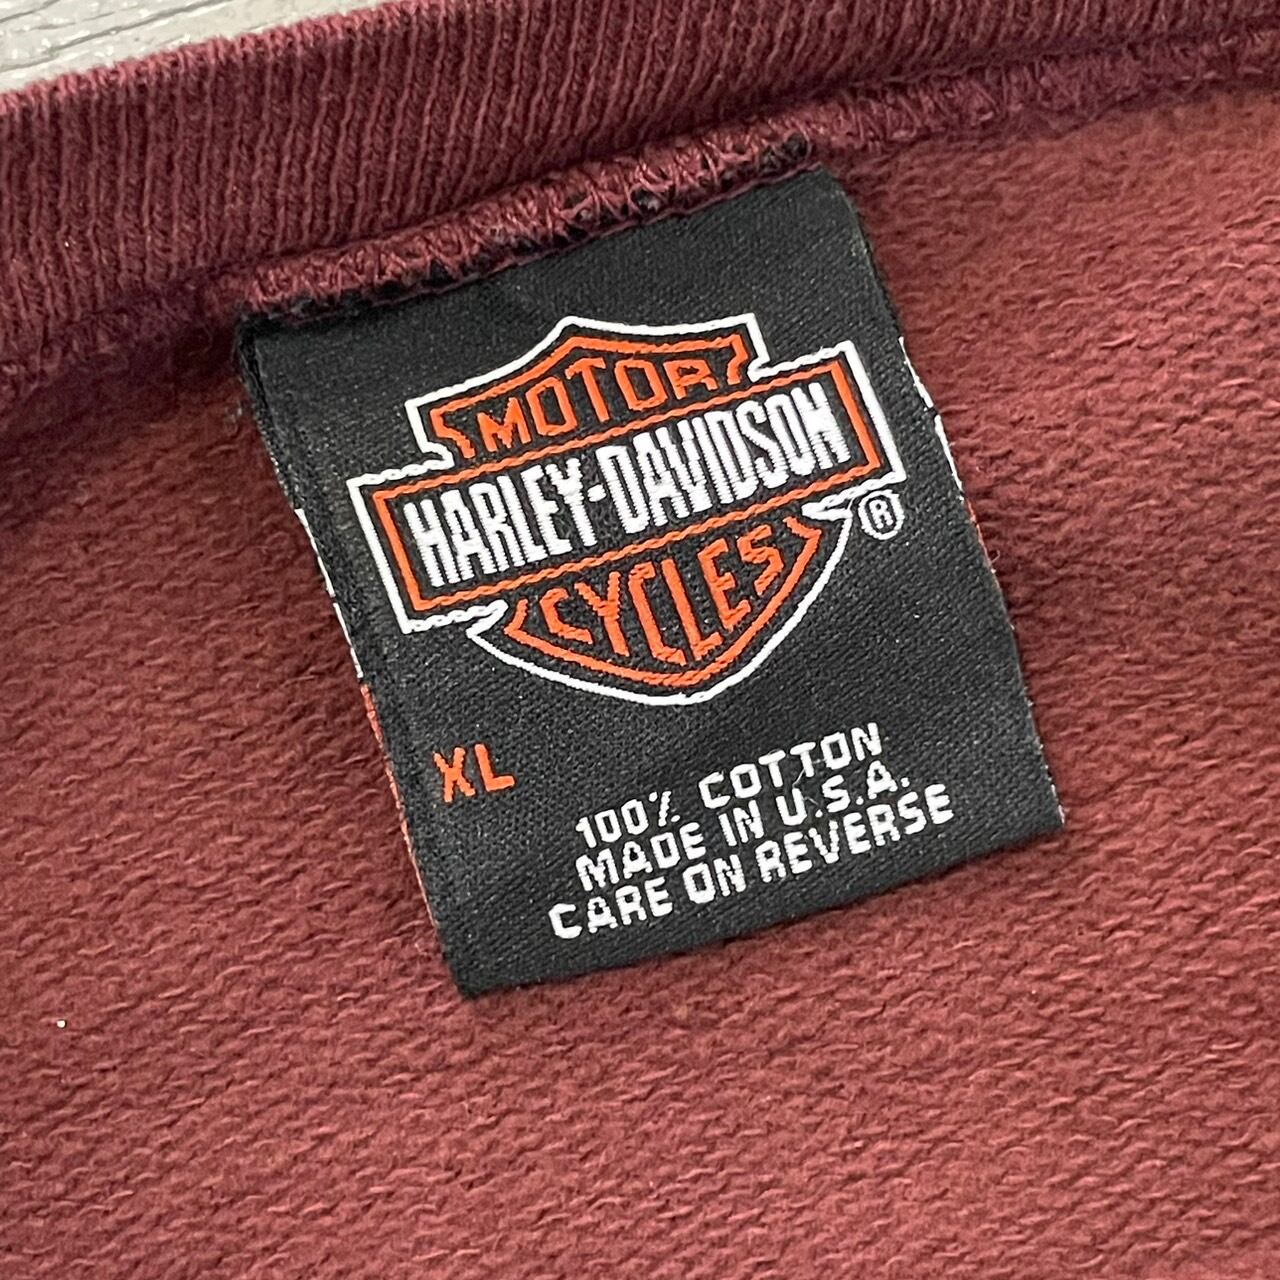 MOTOR
HARLEY-DAVIDSON
CYCLES
®
XL
100% COTTON
MADE IN U.S.A.
CARE ON REVERSE